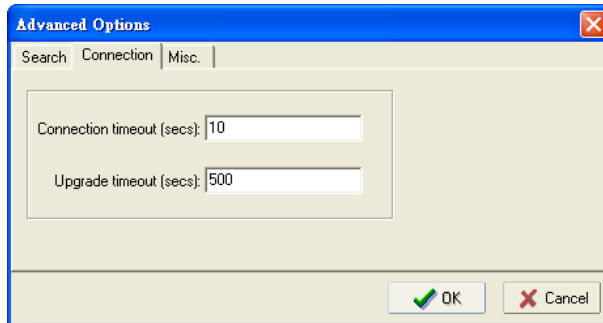 Advanced Options
Search Connection Misc.
Connection timeout (secs): 10
Upgrade timeout (secs): 500
OK Cancel